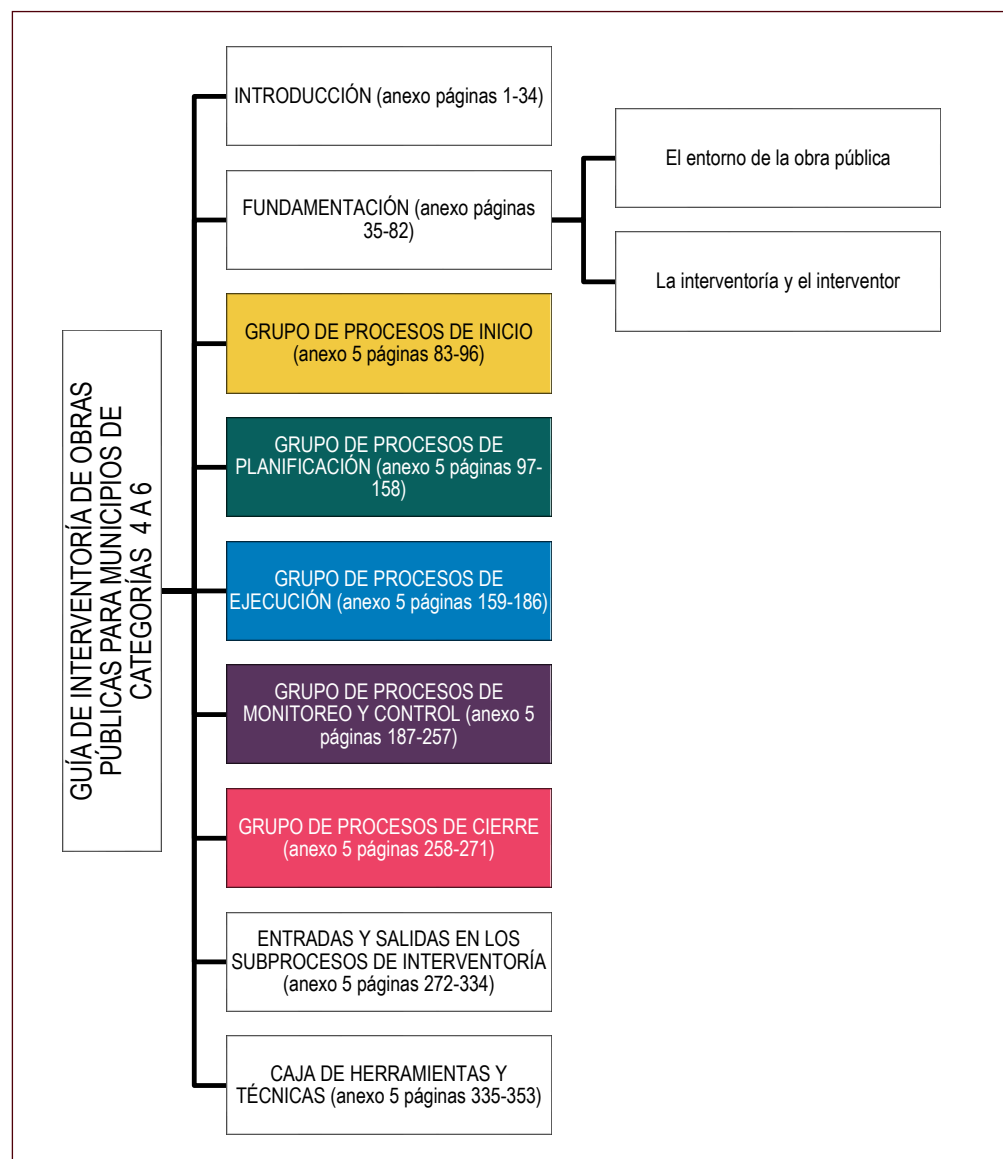 GUÍA DE INTERVENTORÍA DE OBRAS
PÚBLICAS PARA MUNICIPIOS DE
CATEGORÍAS 4 A 6
INTRODUCCIÓN (anexo páginas 1-34)
FUNDAMENTACIÓN (anexo páginas
35-82)
El entorno de la obra pública
La interventoría y el interventor
GRUPO DE PROCESOS DE INICIO
(anexo 5 páginas 83-96)
GRUPO DE PROCESOS DE
PLANIFICACIÓN (anexo 5 páginas 97-
158)
GRUPO DE PROCESOS DE
EJECUCIÓN (anexo 5 páginas 159-186)
GRUPO DE PROCESOS DE
MONITOREO Y CONTROL (anexo 5
páginas 187-257)
GRUPO DE PROCESOS DE CIERRE
(anexo 5 páginas 258-271)
ENTRADAS Y SALIDAS EN LOS
SUBPROCESOS DE INTERVENTORÍA
(anexo 5 páginas 272-334)
CAJA DE HERRAMIENTAS Y
TÉCNICAS (anexo 5 páginas 335-353)